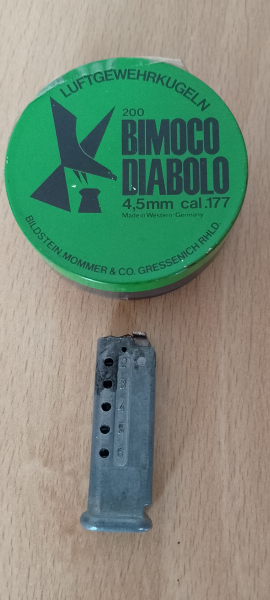 LUFTGEWEHRKUGELN
200
BIMOCO
DIABOLO
4,5mm cal.177
Made in Western Germany
BILDSTEIN, MOMMER & CO. GRESSENICH RHLD.